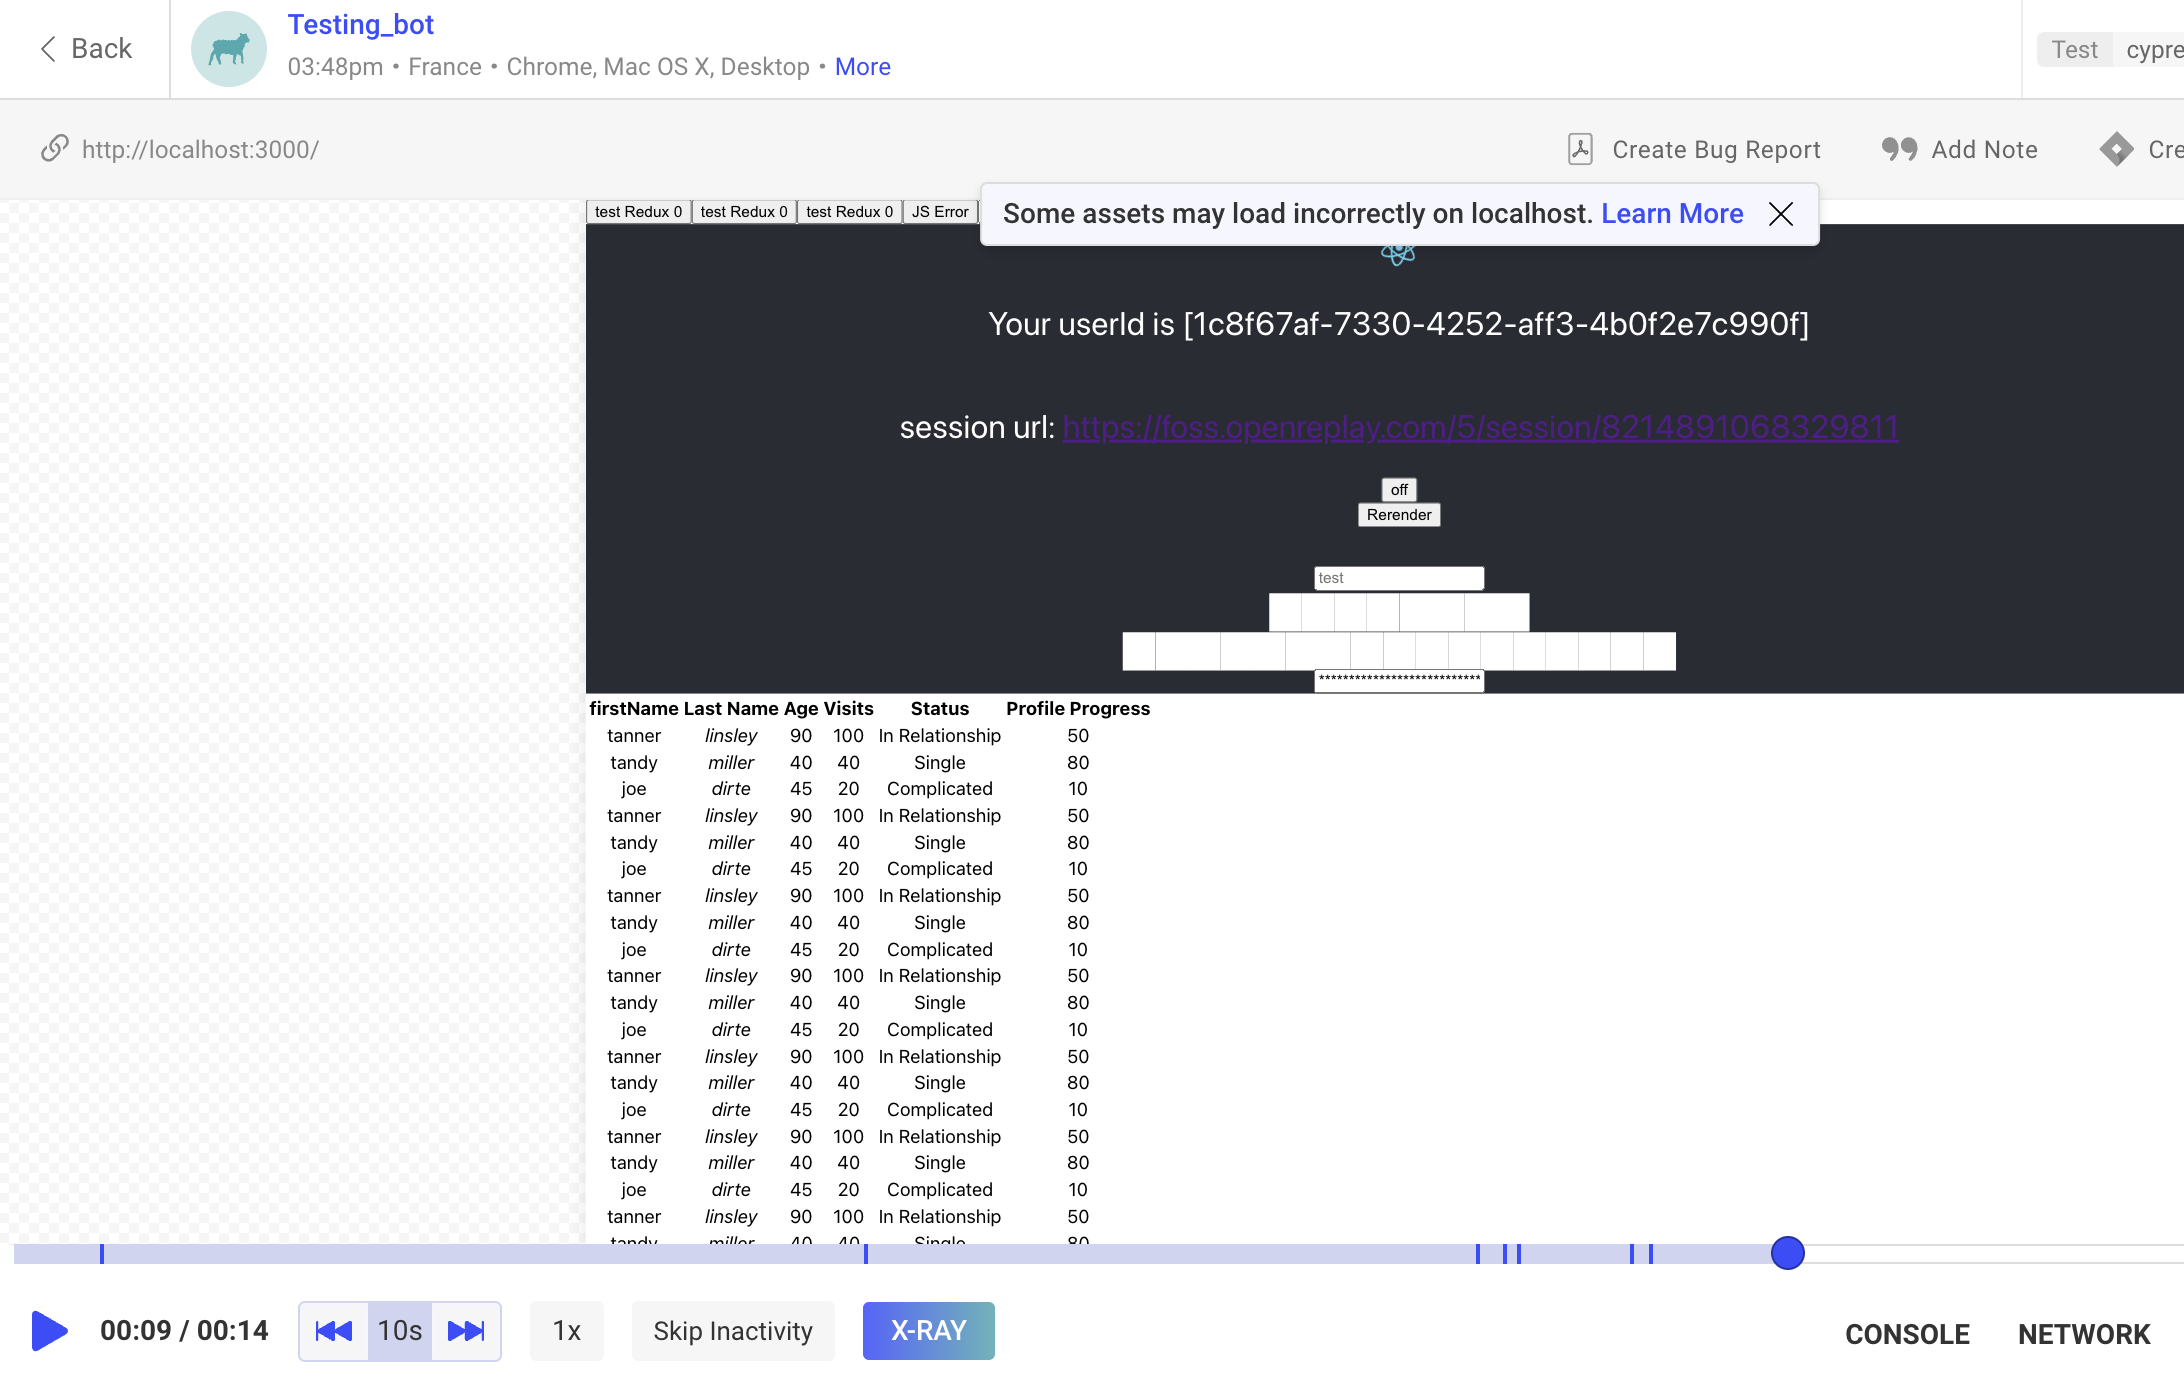 Back
Testing_bot
03:48pm • France • Chrome, Mac OS X, Desktop • More
Test cypre
http://localhost:3000/
Create Bug Report
Add Note
Cre
test Redux 0 test Redux 0 test Redux 0 JS Error
Some assets may load incorrectly on localhost. Learn More
Your userId is [1c8f67af-7330-4252-aff3-4b0f2e7c990f]
session url: https://foss.openreplay.com/5/session/8214891068329811
off
Rerender
test
***************************
firstName Last Name Age Visits Status Profile Progress
tanner linsley 90 100 In Relationship 50
tandy miller 40 40 Single 80
joe dirte 45 20 Complicated 10
tanner linsley 90 100 In Relationship 50
tandy miller 40 40 Single 80
joe dirte 45 20 Complicated 10
tanner linsley 90 100 In Relationship 50
tandy miller 40 40 Single 80
joe dirte 45 20 Complicated 10
tanner linsley 90 100 In Relationship 50
tandy miller 40 40 Single 80
joe dirte 45 20 Complicated 10
tanner linsley 90 100 In Relationship 50
tandy miller 40 40 Single 80
joe dirte 45 20 Complicated 10
tanner linsley 90 100 In Relationship 50
tandy miller 40 40 Single 80
joe dirte 45 20 Complicated 10
tanner linsley 90 100 In Relationship 50
tandy miller 40 40 Single 80
00:09 / 00:14
10s
1x
Skip Inactivity
X-RAY
CONSOLE
NETWORK